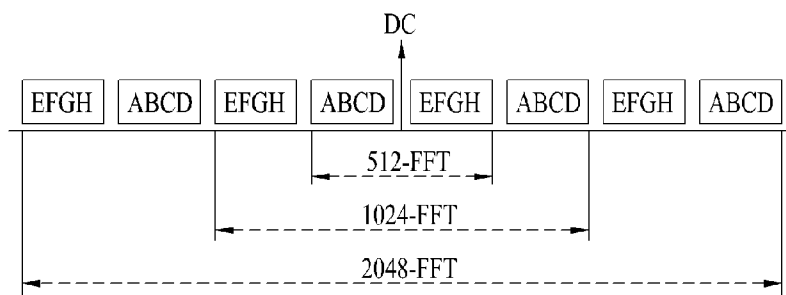 DC
EFGH ABCD EFGH ABCD EFGH ABCD EFGH ABCD
512-FFT
1024-FFT
2048-FFT